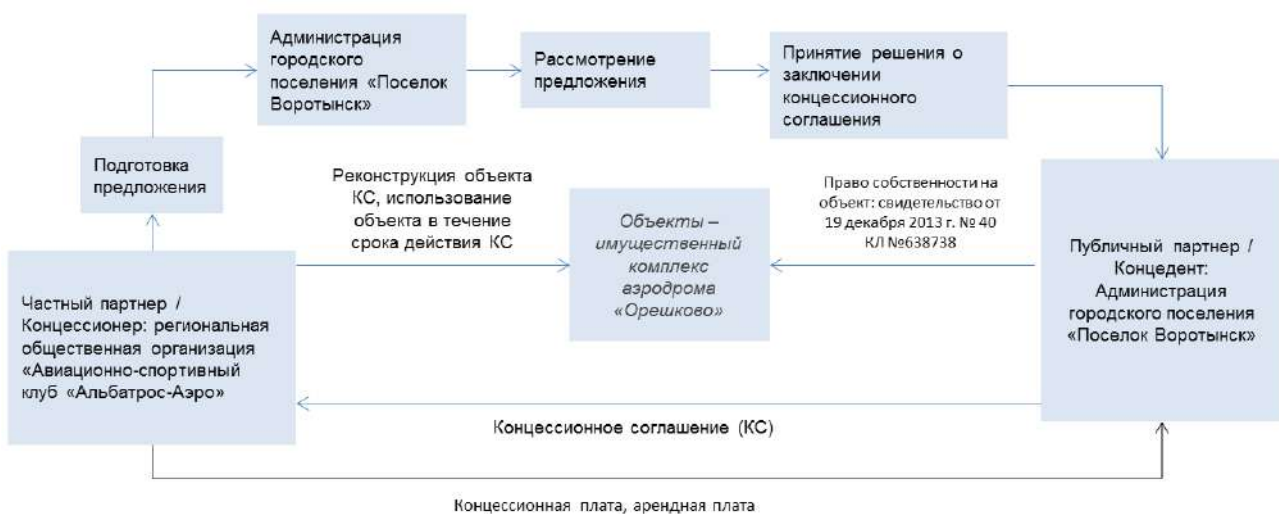 Администрация
городского
поселения «Поселок
Воротынск»
Рассмотрение
предложения
Принятие решения о
заключении
концессионного
соглашения
Подготовка
предложения
Реконструкция объекта
КС, использование
объекта в течение
срока действия КС
Объекты –
имущественный
комплекс
аэродрома
«Орешково»
Право собственности на
объект: свидетельство от
19 декабря 2013 г. № 40
КЛ №638738
Частный партнер /
Концессионер: региональная
общественная организация
«Авиационно-спортивный
клуб «Альбатрос-Аэро»
Публичный партнер /
Концедент:
Администрация
городского поселения
«Поселок Воротынск»
Концессионное соглашение (КС)
Концессионная плата, арендная плата